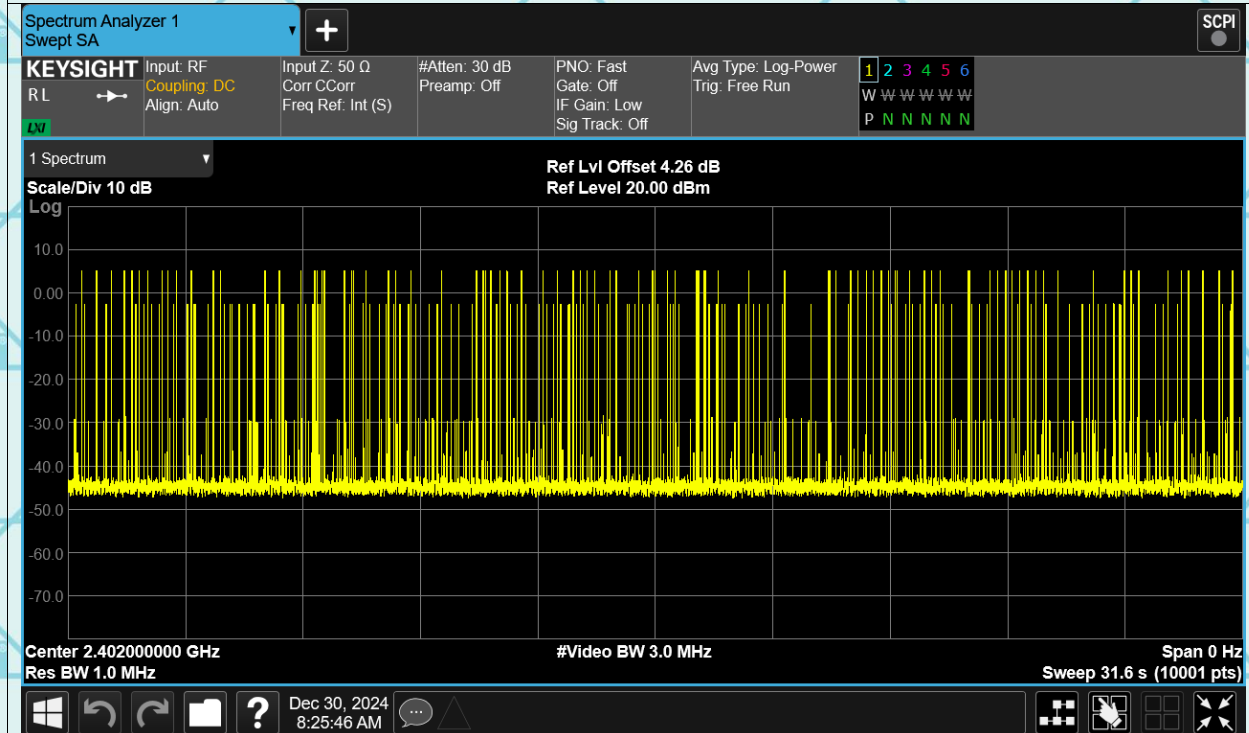 Spectrum Analyzer 1
Swept SA
SCPI
KEYSIGHT
RL
LXI
Input: RF
Coupling: DC
Align: Auto
Input Z: 50 Ω
Corr CCorr
Freq Ref: Int (S)
#Atten: 30 dB
Preamp: Off
PNO: Fast
Gate: Off
IF Gain: Low
Sig Track: Off
Avg Type: Log-Power
Trig: Free Run
1 2 3 4 5 6
W W W W W W
P N N N N N
1 Spectrum
Scale/Div 10 dB
Log
Ref Lvl Offset 4.26 dB
Ref Level 20.00 dBm
10.0
0.00
-10.0
-20.0
-30.0
-40.0
-50.0
-60.0
-70.0
Center 2.402000000 GHz
Res BW 1.0 MHz
#Video BW 3.0 MHz
Span 0 Hz
Sweep 31.6 s (10001 pts)
?
Dec 30, 2024
8:25:46 AM